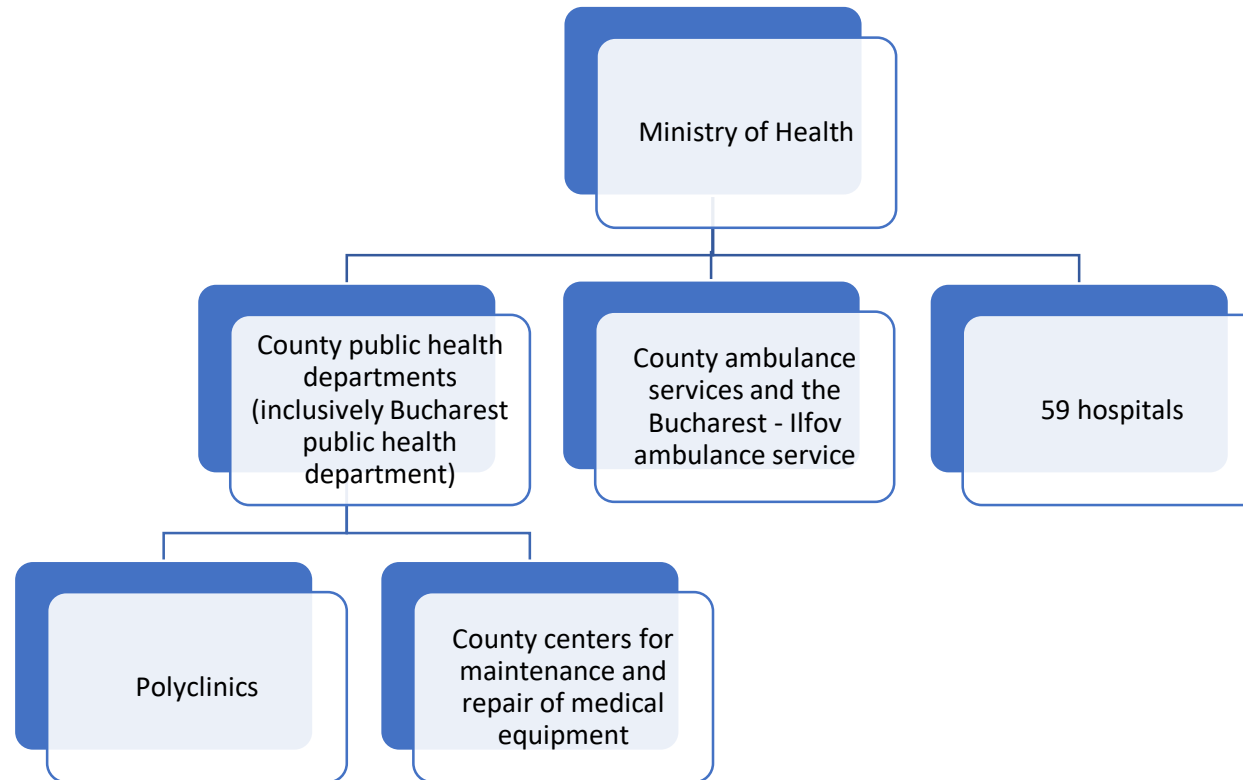 Ministry of Health
County public health
departments
(inclusively Bucharest
public health
department)
County ambulance
services and the
Bucharest - Ilfov
ambulance service
59 hospitals
Polyclinics
County centers for
maintenance and
repair of medical
equipment